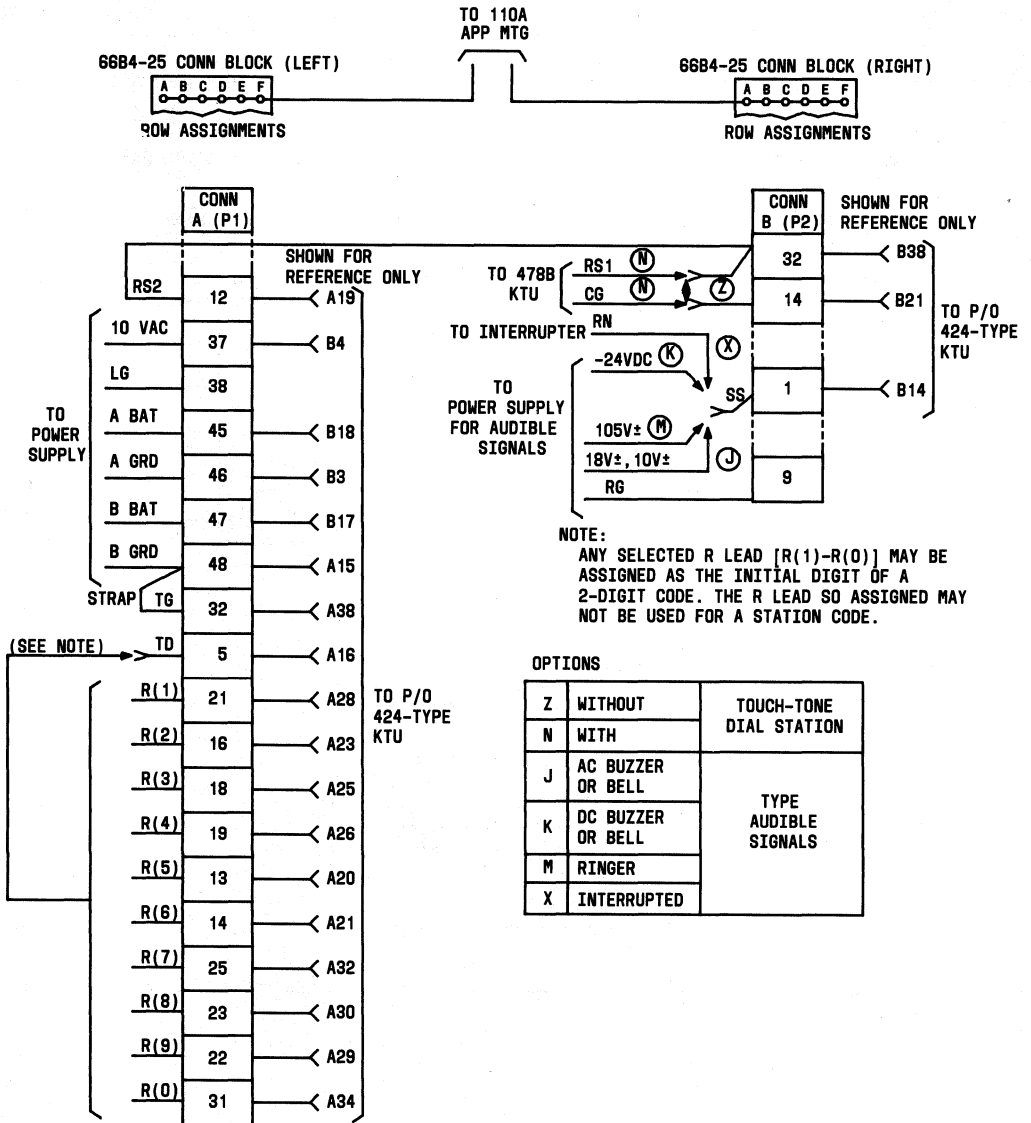 TO 110A
APP MTG
66B4-25 CONN BLOCK (LEFT)
A B C D E F
ROW ASSIGNMENTS
66B4-25 CONN BLOCK (RIGHT)
A B C D E F
ROW ASSIGNMENTS
CONN
A (P1)
SHOWN FOR
REFERENCE ONLY
RS2 12 A19
10 VAC 37 B4
LG 38
A BAT 45 B18
A GRD 46 B3
B BAT 47 B17
B GRD 48 A15
TO
POWER
SUPPLY
STRAP TG 32 A38
(SEE NOTE) TD 5 A16
R(1) 21 A28
R(2) 16 A23
R(3) 18 A25
R(4) 19 A26
R(5) 13 A20
R(6) 14 A21
R(7) 25 A32
R(8) 23 A30
R(9) 22 A29
R(0) 31 A34
TO P/O
424-TYPE
KTU
CONN
B (P2)
SHOWN FOR
REFERENCE ONLY
32 B38
TO 478B
KTU
RS1 N
CG N Z
14 B21
TO P/O
424-TYPE
KTU
TO INTERRUPTER RN
X
-24VDC K
SS 1 B14
TO
POWER SUPPLY
FOR AUDIBLE
SIGNALS
105V± M
18V±,10V± J
RG 9
NOTE:
ANY SELECTED R LEAD [R(1)-R(0)] MAY BE
ASSIGNED AS THE INITIAL DIGIT OF A
2-DIGIT CODE. THE R LEAD SO ASSIGNED MAY
NOT BE USED FOR A STATION CODE.
OPTIONS
Z WITHOUT
N WITH
TOUCH-TONE
DIAL STATION
J AC BUZZER
OR BELL
K DC BUZZER
OR BELL
M RINGER
X INTERRUPTED
TYPE
AUDIBLE
SIGNALS